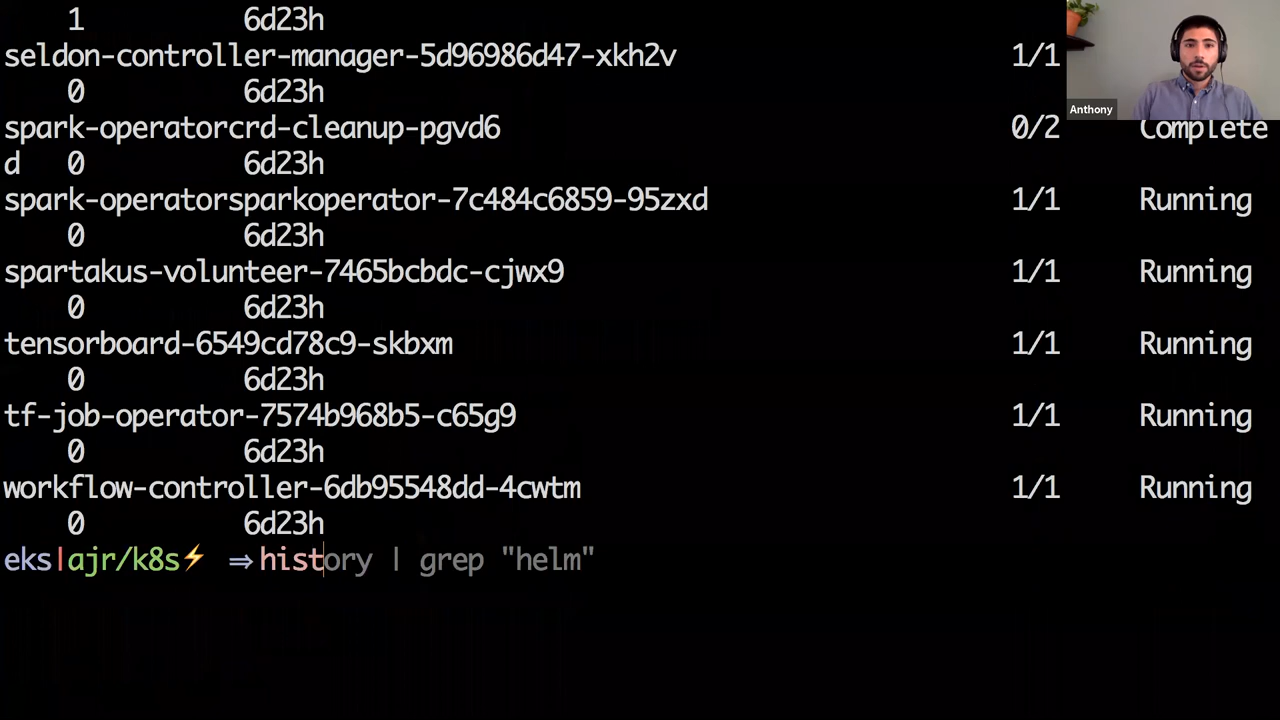 1 6d23h
seldon-controller-manager-5d96986d47-xkh2v 1/1
0 6d23h
Anthony
spark-operatorcrd-cleanup-pgvd6 0/2 Complete
d 0 6d23h
spark-operatorsparkoperator-7c484c6859-95zxd 1/1 Running
0 6d23h
spartakus-volunteer-7465bcbdc-cjwx9 1/1 Running
0 6d23h
tensorboard-6549cd78c9-skbxm 1/1 Running
0 6d23h
tf-job-operator-7574b968b5-c65g9 1/1 Running
0 6d23h
workflow-controller-6db95548dd-4cwtm 1/1 Running
0 6d23h
eks|ajr/k8s⚡ ⇒ history | grep "helm"